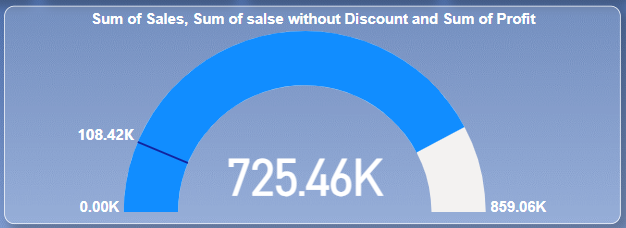 Sum of Sales, Sum of salse without Discount and Sum of Profit
108.42K
725.46K
0.00K
859.06K